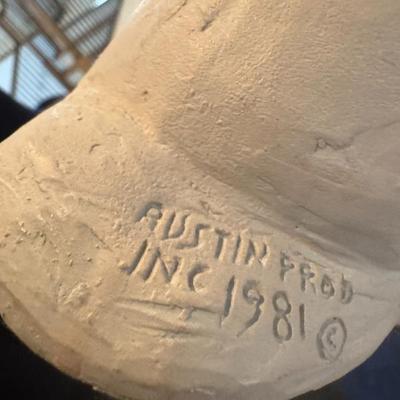 AUSTIN PROD
INC 1981 ©